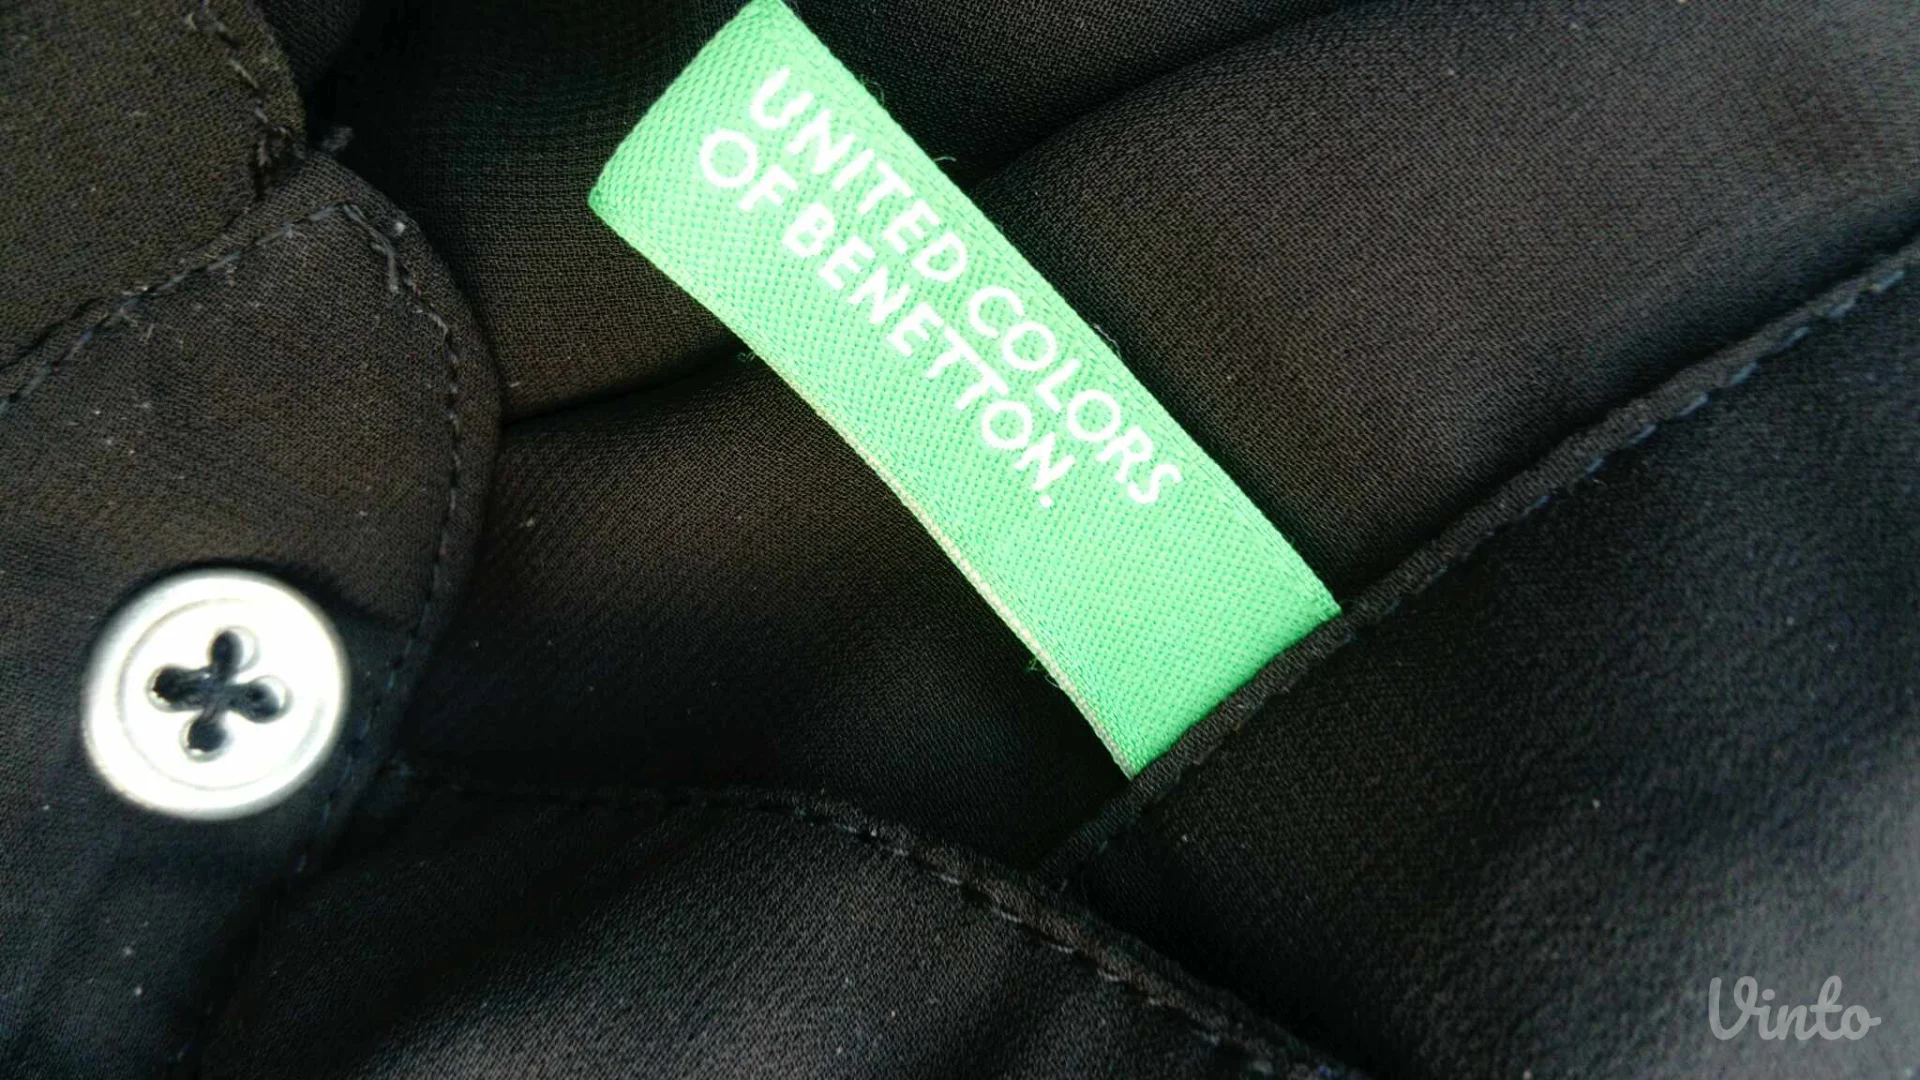 UNITED COLORS
OF BENETTON.
Vinto